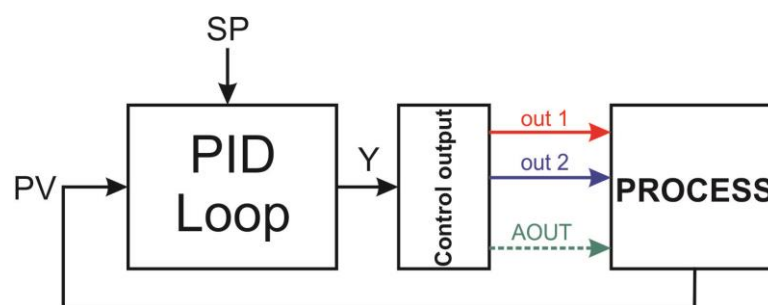 SP
PID
Loop
PV
Y
Control output
out 1
out 2
AOUT
PROCESS